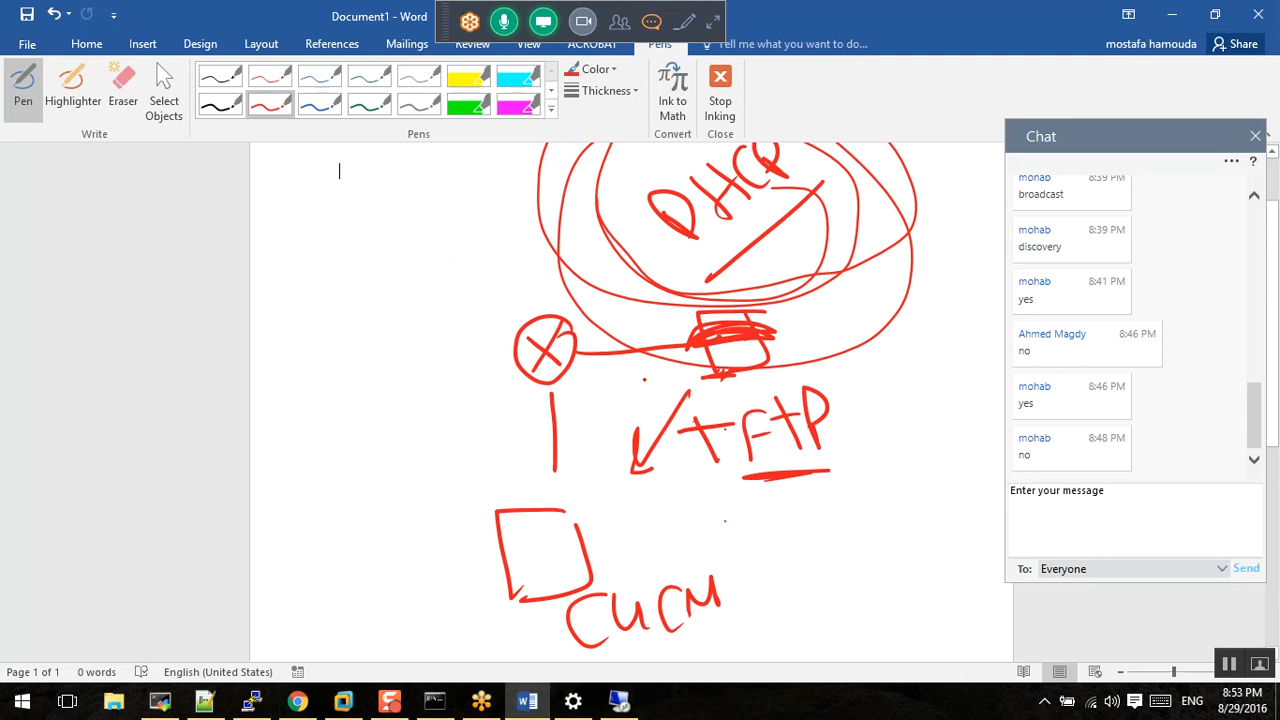 Document1 - Word
File
Home
Insert
Design
Layout
References
Mailings
Review
View
ACROBAT
Pens
Tell me what you want to do...
mostafa hamouda
Share
Pen
Highlighter
Eraser
Select
Objects
Color
Thickness
Ink to
Math
Stop
Inking
Write
Pens
Convert
Close
Chat
?
mohab 8:39 PM
broadcast
mohab 8:39 PM
discovery
mohab 8:41 PM
yes
Ahmed Magdy 8:46 PM
no
mohab 8:46 PM
yes
mohab 8:48 PM
no
Enter your message
To: Everyone Send
DHCP
TFTP
CUCM
Page 1 of 1 0 words English (United States)
ENG
8:53 PM
8/29/2016